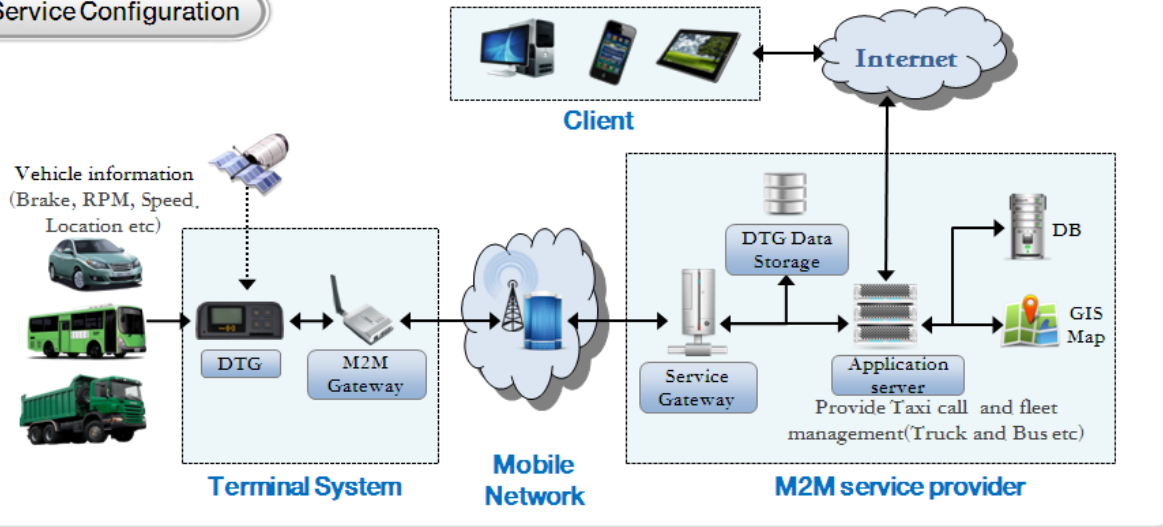 Service Configuration
Internet
Client
Vehicle information
(Brake, RPM, Speed,
Location etc)
DTG Data
Storage
DB
GIS
Map
DTG
M2M
Gateway
Service
Gateway
Application
server
Provide Taxi call and fleet
management(Truck and Bus etc)
Mobile
Network
Terminal System
M2M service provider